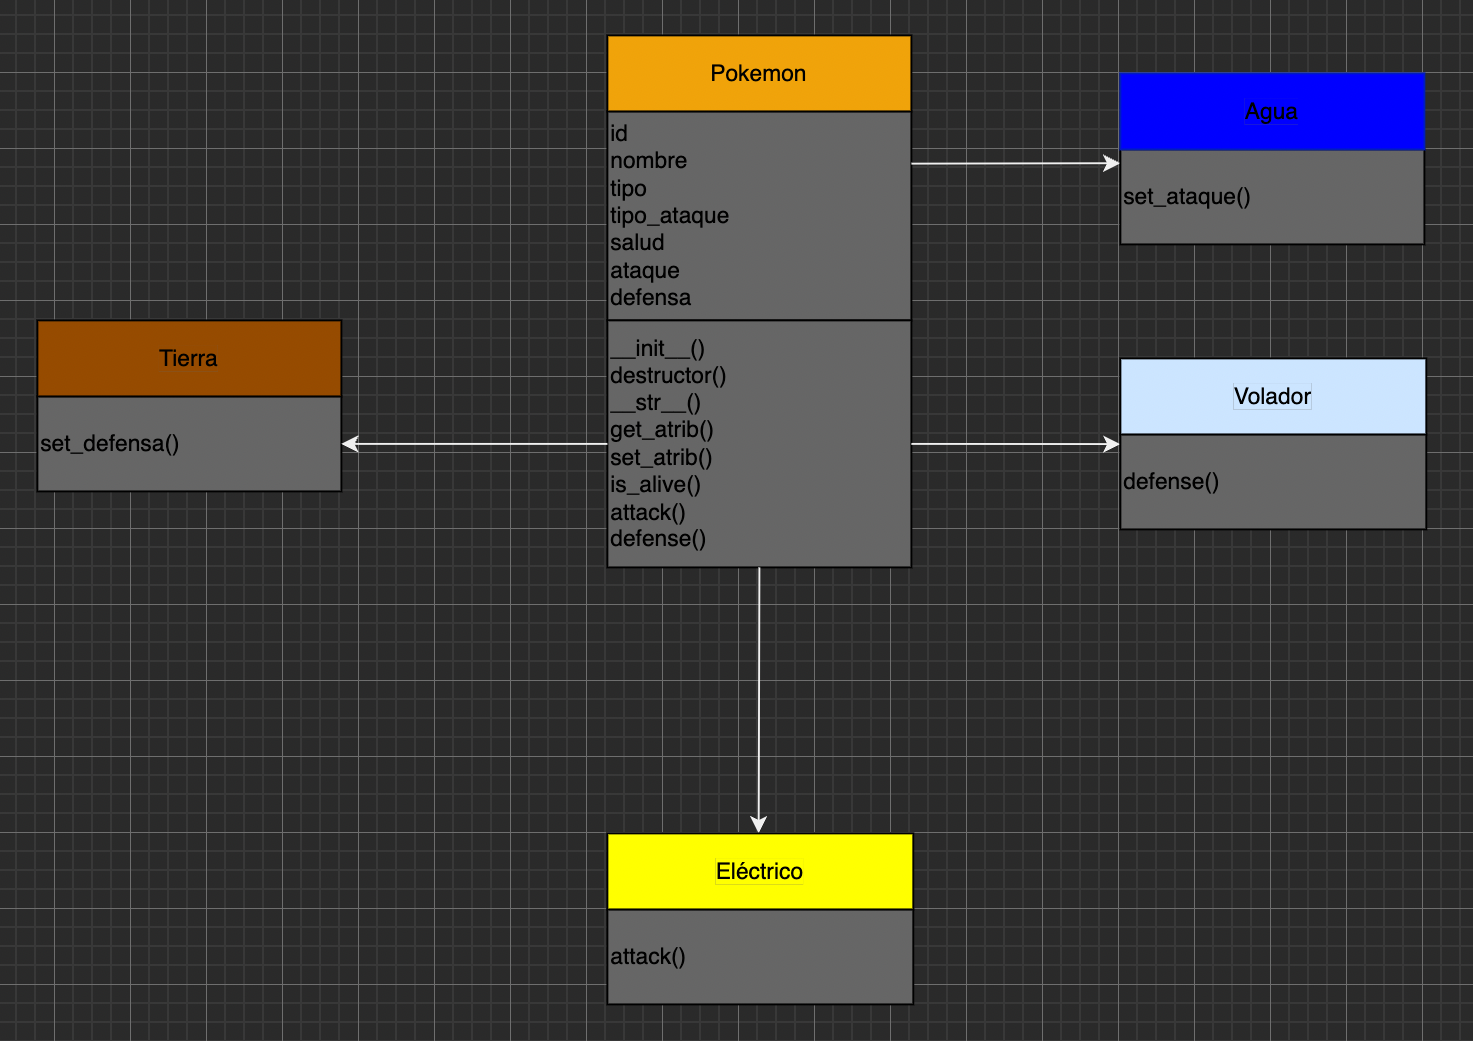 Pokemon
id
nombre
tipo
tipo_ataque
salud
ataque
defensa
__init__()
destructor()
__str__()
get_atrib()
set_atrib()
is_alive()
attack()
defense()
Agua
set_ataque()
Tierra
set_defensa()
Volador
defense()
Eléctrico
attack()